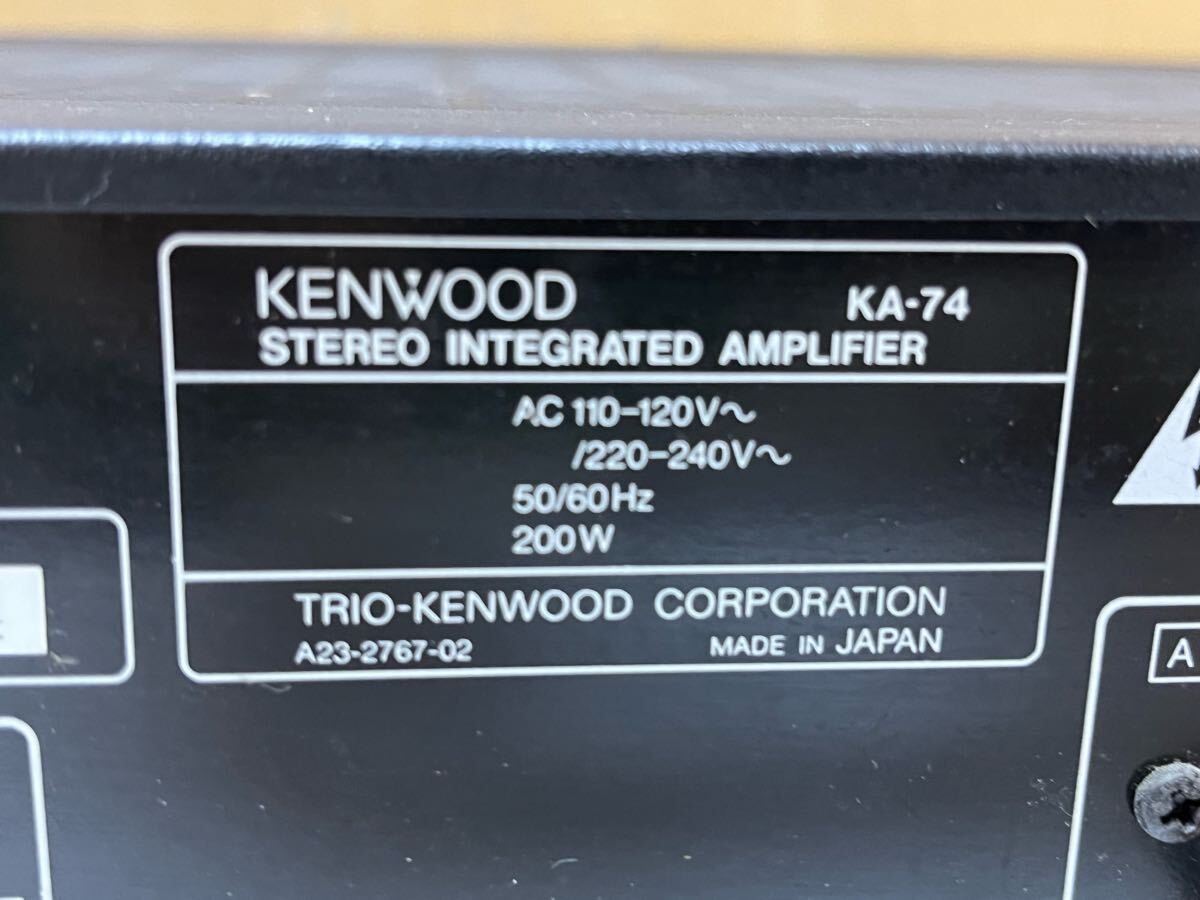 KENWOOD KA-74
STEREO INTEGRATED AMPLIFIER
AC 110-120V~
/220-240V~
50/60Hz
200W
TRIO-KENWOOD CORPORATION
A23-2767-02 MADE IN JAPAN
A